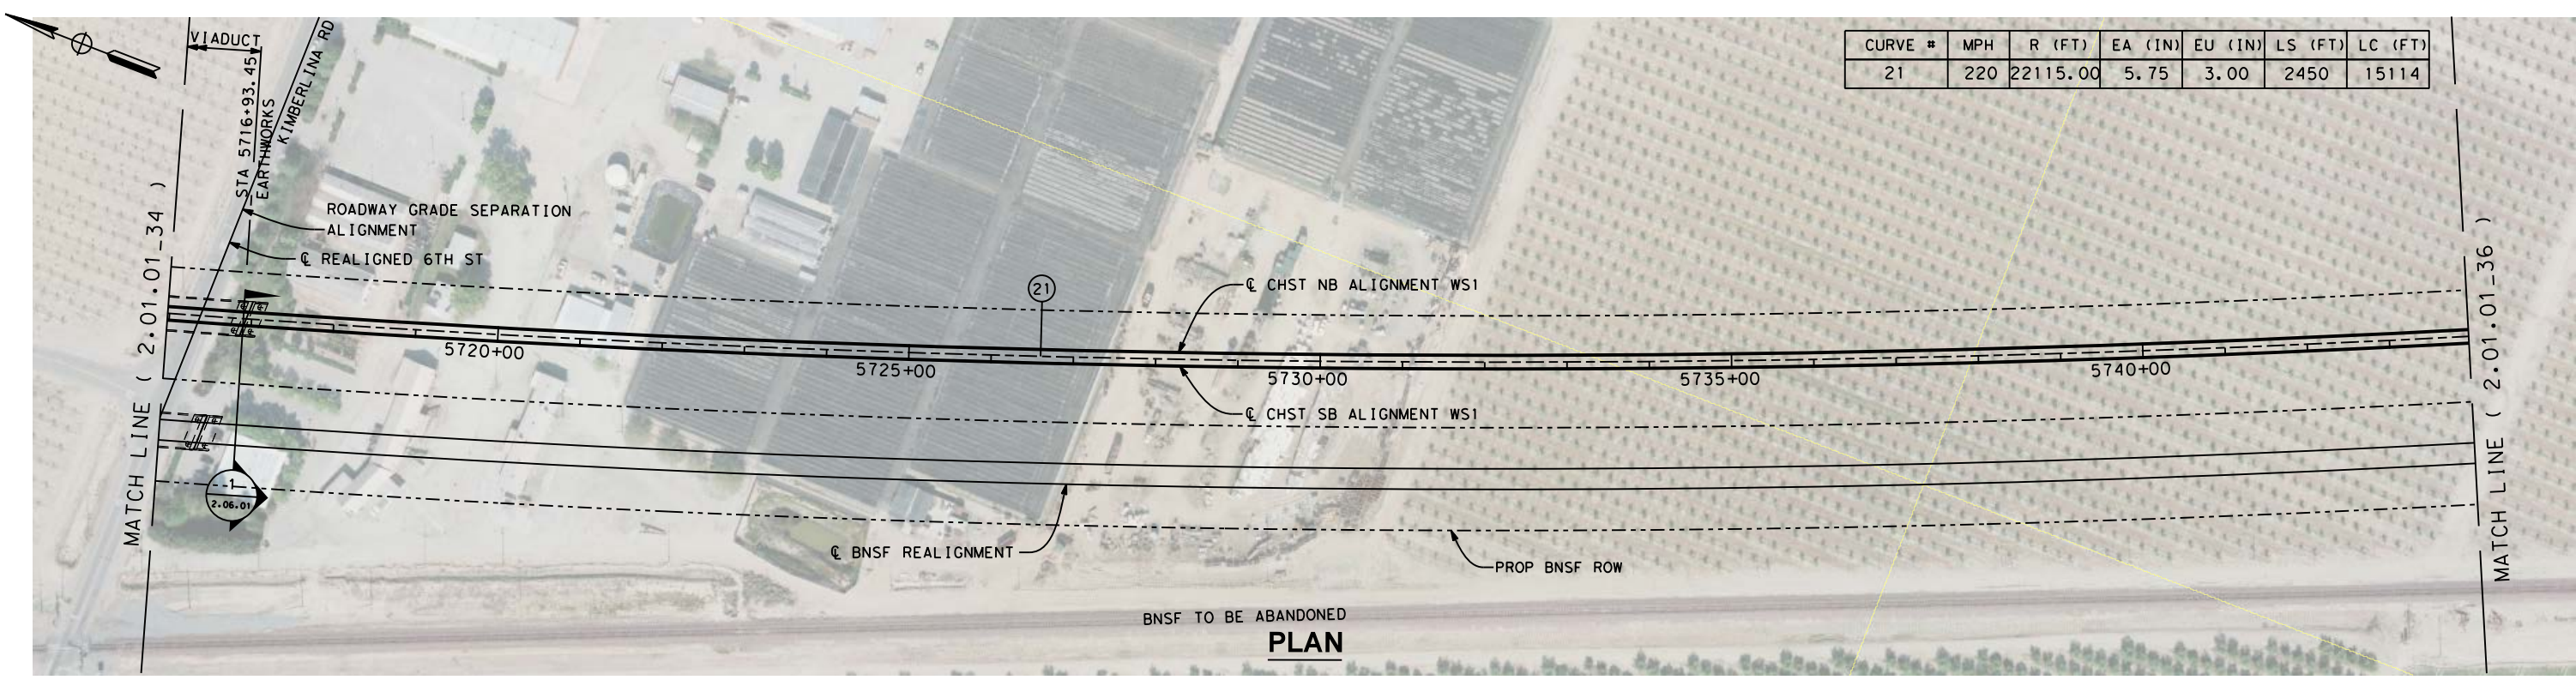 VIADUCT
STA 5716+93.45
EARTHWORKS
KIMBERLINA RD
CURVE # MPH R (FT) EA (IN) EU (IN) LS (FT) LC (FT)
21 220 22115.00 5.75 3.00 2450 15114
ROADWAY GRADE SEPARATION
ALIGNMENT
℄ REALIGNED 6TH ST
MATCH LINE ( 2.01.01_34 )
21
℄ CHST NB ALIGNMENT WS1
5720+00
5725+00
5730+00
5735+00
5740+00
℄ CHST SB ALIGNMENT WS1
MATCH LINE ( 2.01.01_36 )
1
2.06.01
℄ BNSF REALIGNMENT
PROP BNSF ROW
BNSF TO BE ABANDONED
PLAN